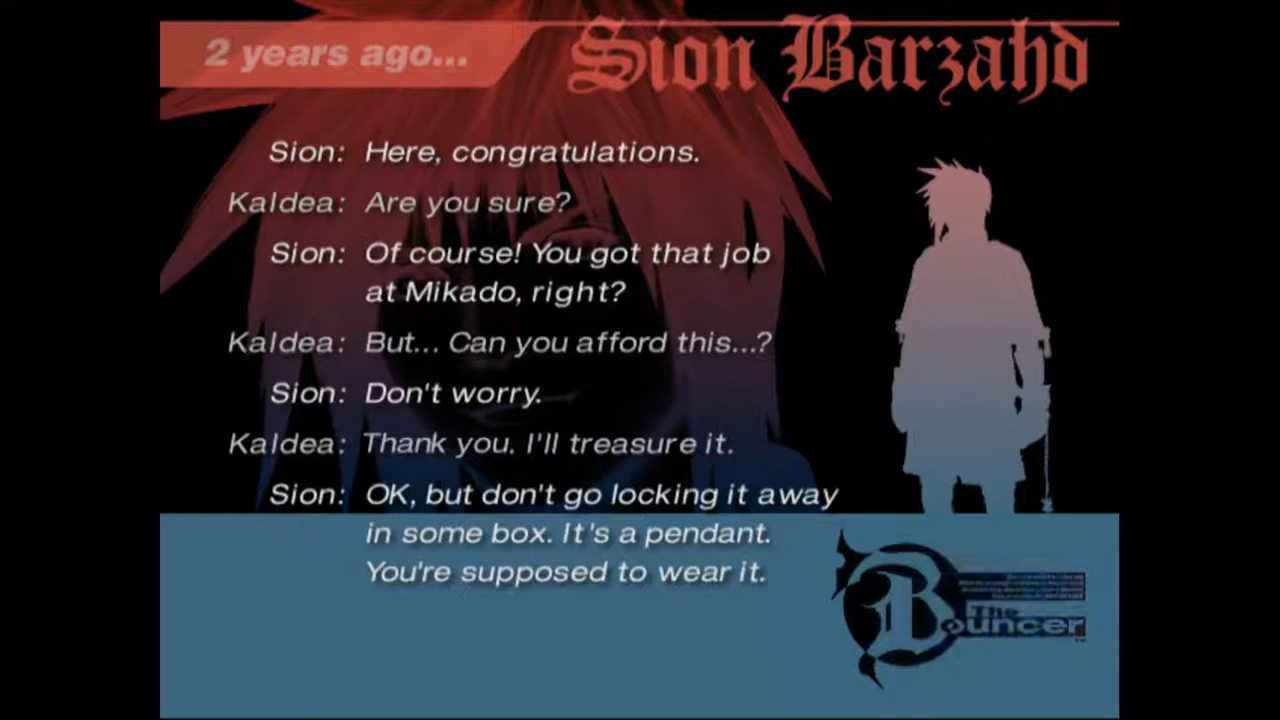 2 years ago...
Sion Barzahd
Sion: Here, congratulations.
Kaldea: Are you sure?
Sion: Of course! You got that job
at Mikado, right?
Kaldea: But... Can you afford this...?
Sion: Don't worry.
Kaldea: Thank you. I'll treasure it.
Sion: OK, but don't go locking it away
in some box. It's a pendant.
You're supposed to wear it.
The
Bouncer